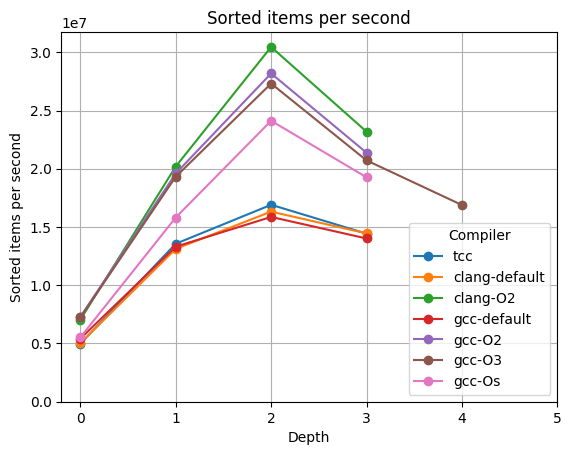 Sorted items per second
1e7
3.0
2.5
2.0
1.5
1.0
0.5
0.0
Sorted items per second
0 1 2 3 4 5
Depth
Compiler
tcc
clang-default
clang-O2
gcc-default
gcc-O2
gcc-O3
gcc-Os